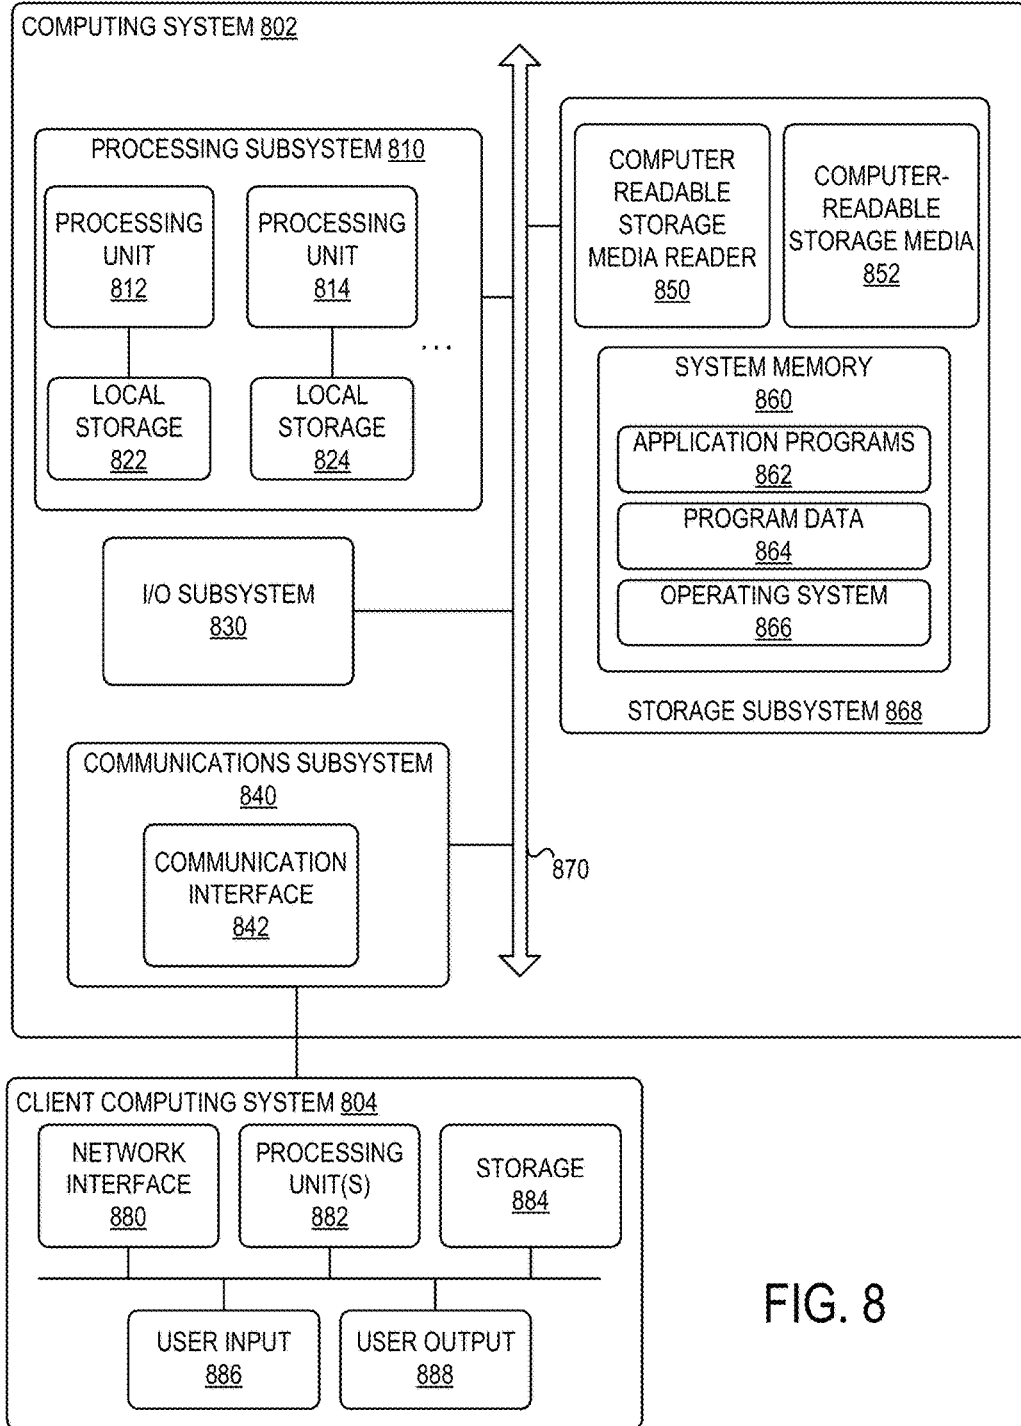 COMPUTING SYSTEM 802
PROCESSING SUBSYSTEM 810
PROCESSING
UNIT
812
PROCESSING
UNIT
814
...
LOCAL
STORAGE
822
LOCAL
STORAGE
824
COMPUTER
READABLE
STORAGE
MEDIA READER
850
COMPUTER-
READABLE
STORAGE MEDIA
852
SYSTEM MEMORY
860
APPLICATION PROGRAMS
862
PROGRAM DATA
864
OPERATING SYSTEM
866
STORAGE SUBSYSTEM 868
I/O SUBSYSTEM
830
COMMUNICATIONS SUBSYSTEM
840
COMMUNICATION
INTERFACE
842
870
CLIENT COMPUTING SYSTEM 804
NETWORK
INTERFACE
880
PROCESSING
UNIT(S)
882
STORAGE
884
USER INPUT
886
USER OUTPUT
888
FIG. 8